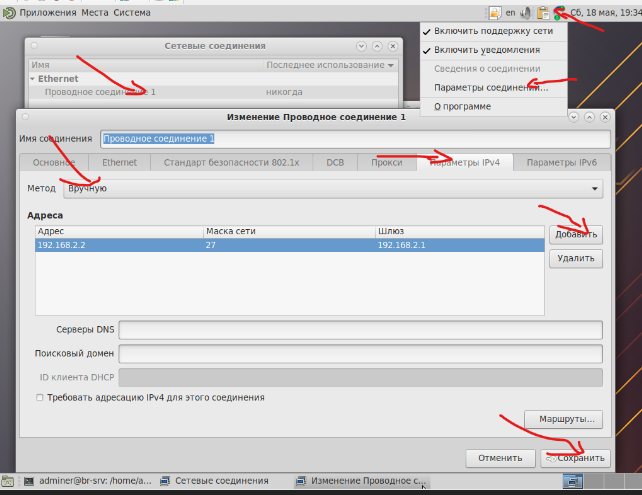 Приложения Места Система
en
Сб, 18 мая, 19:34
Включить поддержку сети
Включить уведомления
Сведения о соединении
Параметры соединений...
О программе
Сетевые соединения
Имя Последнее использование
Ethernet
Проводное соединение 1 никогда
Изменение Проводное соединение 1
Имя соединения Проводное соединение 1
Основное Ethernet Стандарт безопасности 802.1x DCB Прокси Параметры IPv4 Параметры IPv6
Метод Вручную
Адреса
Адрес Маска сети Шлюз
192.168.2.2 27 192.168.2.1
Добавить
Удалить
Серверы DNS
Поисковый домен
ID клиента DHCP
Требовать адресацию IPv4 для этого соединения
Маршруты...
Отменить Сохранить
adminer@br-srv: /home/a... Сетевые соединения Изменение Проводное с...